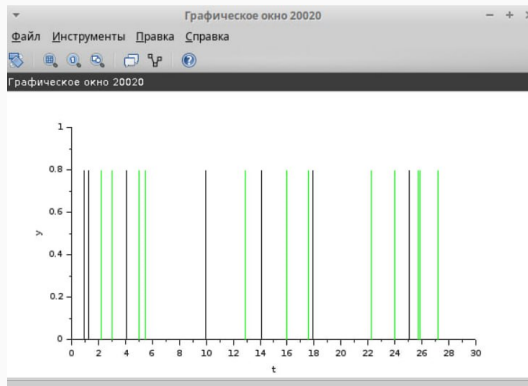 Графическое окно 20020
Файл Инструменты Правка Справка
Графическое окно 20020
1
0.8
0.6
y
0.4
0.2
0
0 2 4 6 8 10 12 14 16 18 20 22 24 26 28 30
t